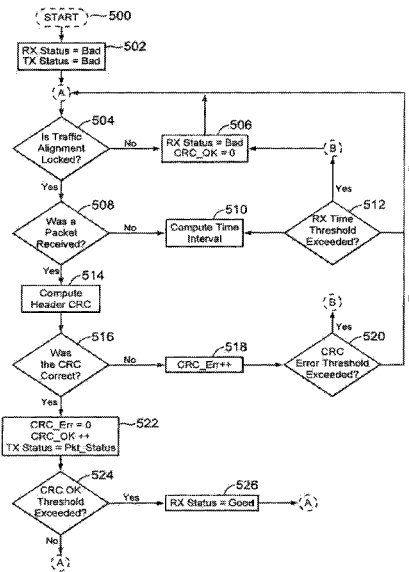 START
500
502
RX Status = Bad
TX Status = Bad
A
504
Is Traffic
Alignment
Locked?
No
506
RX Status = Bad
CRC_OK = 0
B
Yes
508
Was a
Packet
Received?
No
510
Compute Time
Interval
Yes
512
RX Time
Threshold
Exceeded?
Yes
514
Compute
Header CRC
B
516
Was
the CRC
Correct?
No
518
CRC_Err++
Yes
520
CRC
Error Threshold
Exceeded?
Yes
CRC_Err = 0
CRC_OK ++
TX Status = Pkt_Status
522
524
CRC OK
Threshold
Exceeded?
Yes
526
RX Status = Good
A
No
A